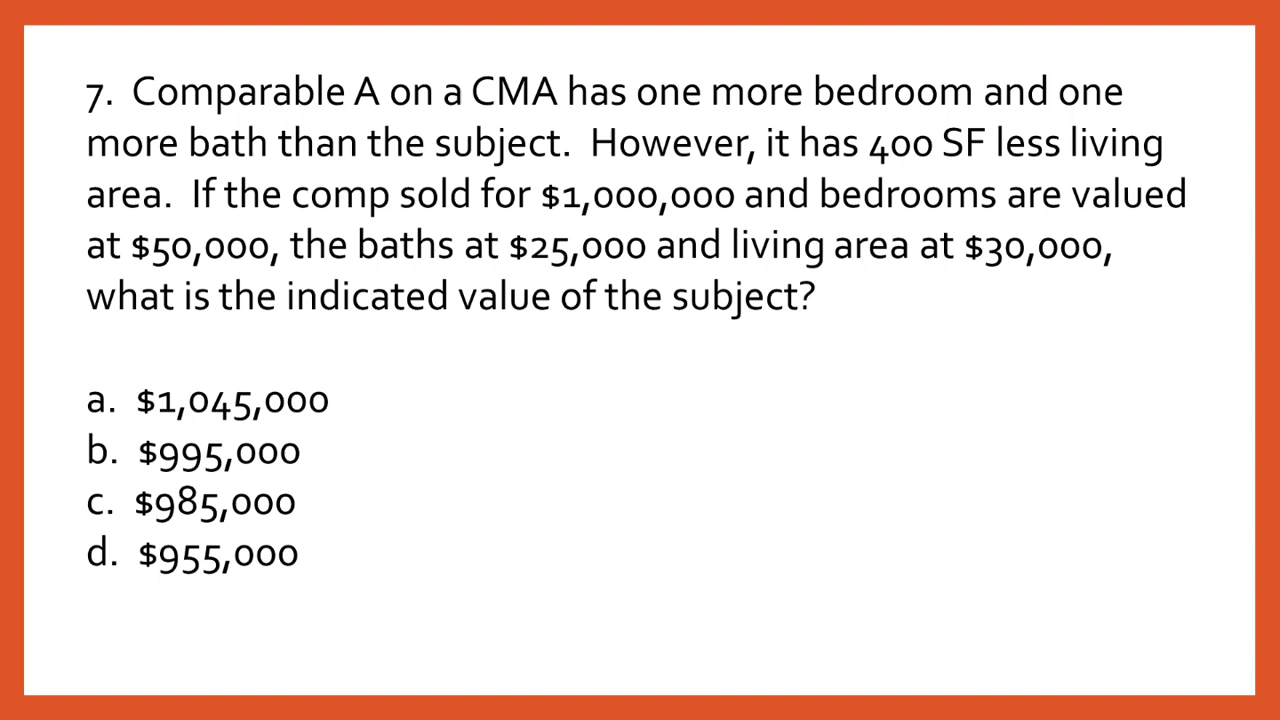 7. Comparable A on a CMA has one more bedroom and one
more bath than the subject. However, it has 400 SF less living
area. If the comp sold for $1,000,000 and bedrooms are valued
at $50,000, the baths at $25,000 and living area at $30,000,
what is the indicated value of the subject?
a. $1,045,000
b. $995,000
c. $985,000
d. $955,000